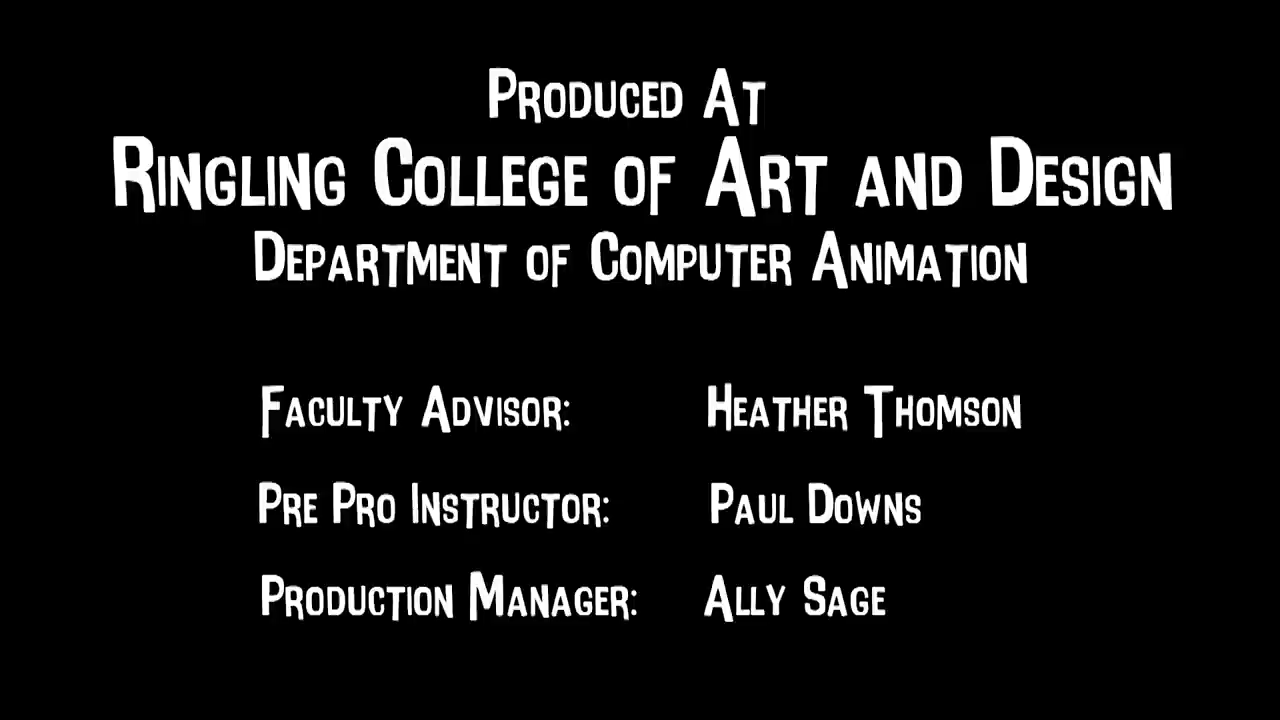 Produced At
Ringling College of Art and Design
Department of Computer Animation
Faculty Advisor: Heather Thomson
Pre Pro Instructor: Paul Downs
Production Manager: Ally Sage